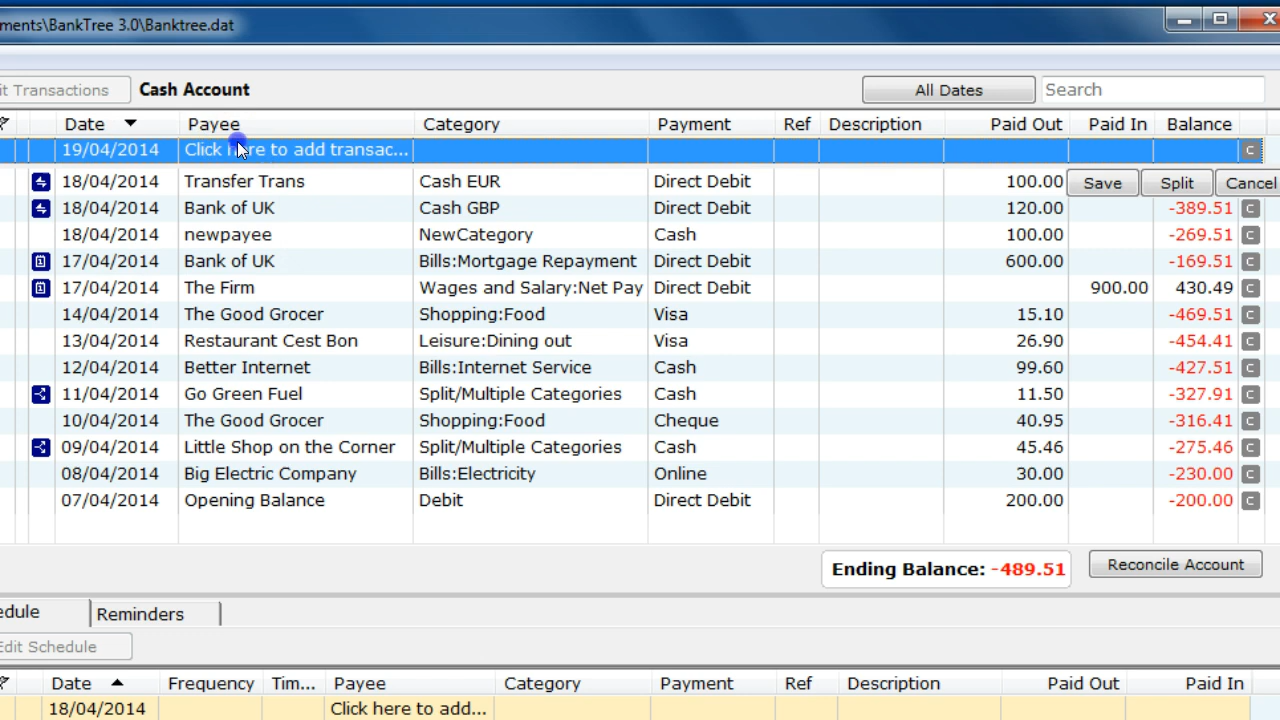 ments\BankTree 3.0\Banktree.dat
it Transactions Cash Account All Dates Search
Date Payee Category Payment Ref Description Paid Out Paid In Balance
19/04/2014 Click here to add transac... C
18/04/2014 Transfer Trans Cash EUR Direct Debit 100.00 Save Split Cancel
18/04/2014 Bank of UK Cash GBP Direct Debit 120.00 -389.51 C
18/04/2014 newpayee NewCategory Cash 100.00 -269.51 C
17/04/2014 Bank of UK Bills:Mortgage Repayment Direct Debit 600.00 -169.51 C
17/04/2014 The Firm Wages and Salary:Net Pay Direct Debit 900.00 430.49 C
14/04/2014 The Good Grocer Shopping:Food Visa 15.10 -469.51 C
13/04/2014 Restaurant Cest Bon Leisure:Dining out Visa 26.90 -454.41 C
12/04/2014 Better Internet Bills:Internet Service Cash 99.60 -427.51 C
11/04/2014 Go Green Fuel Split/Multiple Categories Cash 11.50 -327.91 C
10/04/2014 The Good Grocer Shopping:Food Cheque 40.95 -316.41 C
09/04/2014 Little Shop on the Corner Split/Multiple Categories Cash 45.46 -275.46 C
08/04/2014 Big Electric Company Bills:Electricity Online 30.00 -230.00 C
07/04/2014 Opening Balance Debit Direct Debit 200.00 -200.00 C
Ending Balance: -489.51 Reconcile Account
edule Reminders
Edit Schedule
Date Frequency Tim... Payee Category Payment Ref Description Paid Out Paid In
18/04/2014 Click here to add...